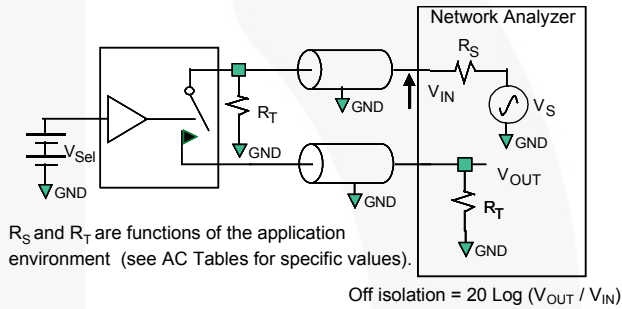 Network Analyzer
R_S
V_IN
V_S
GND
R_T
GND
GND
V_Sel
GND
V_OUT
GND
R_T
GND
R_S and R_T are functions of the application
environment (see AC Tables for specific values).
Off isolation = 20 Log (V_OUT / V_IN)